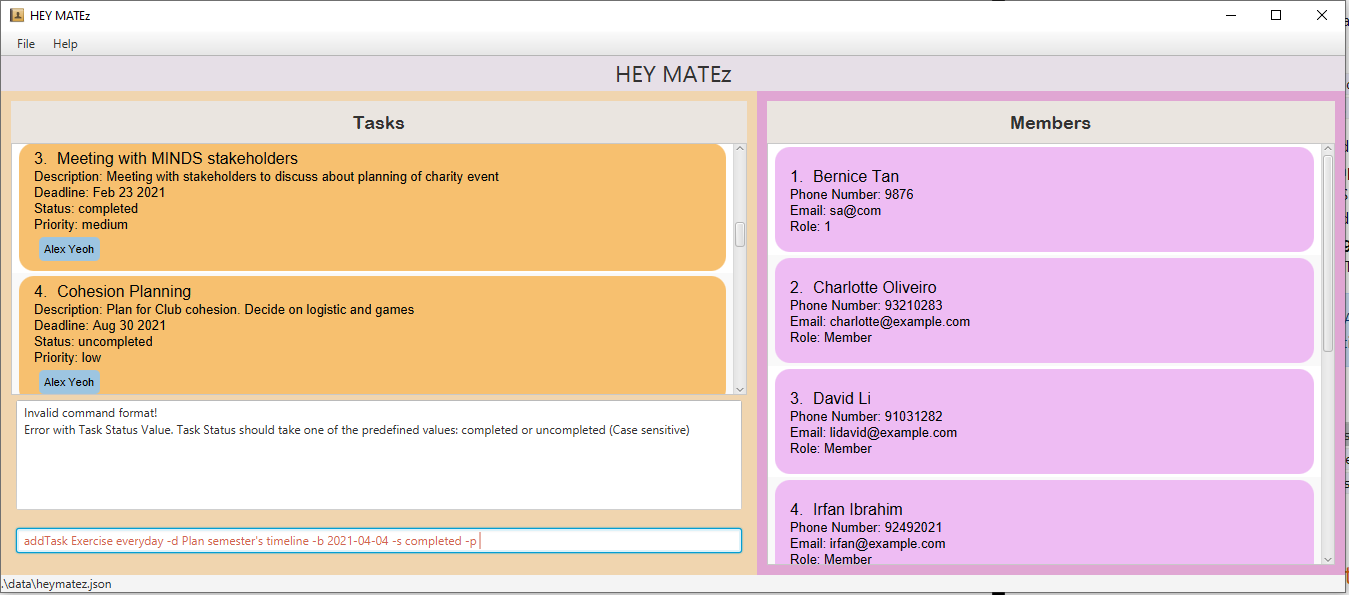 HEY MATEz
File Help
HEY MATEz
Tasks
3. Meeting with MINDS stakeholders
Description: Meeting with stakeholders to discuss about planning of charity event
Deadline: Feb 23 2021
Status: completed
Priority: medium
Alex Yeoh
4. Cohesion Planning
Description: Plan for Club cohesion. Decide on logistic and games
Deadline: Aug 30 2021
Status: uncompleted
Priority: low
Alex Yeoh
Invalid command format!
Error with Task Status Value. Task Status should take one of the predefined values: completed or uncompleted (Case sensitive)
addTask Exercise everyday -d Plan semester's timeline -b 2021-04-04 -s completed -p
Members
1. Bernice Tan
Phone Number: 9876
Email: sa@com
Role: 1
2. Charlotte Oliveiro
Phone Number: 93210283
Email: charlotte@example.com
Role: Member
3. David Li
Phone Number: 91031282
Email: lidavid@example.com
Role: Member
4. Irfan Ibrahim
Phone Number: 92492021
Email: irfan@example.com
Role: Member
.\data\heymatez.json